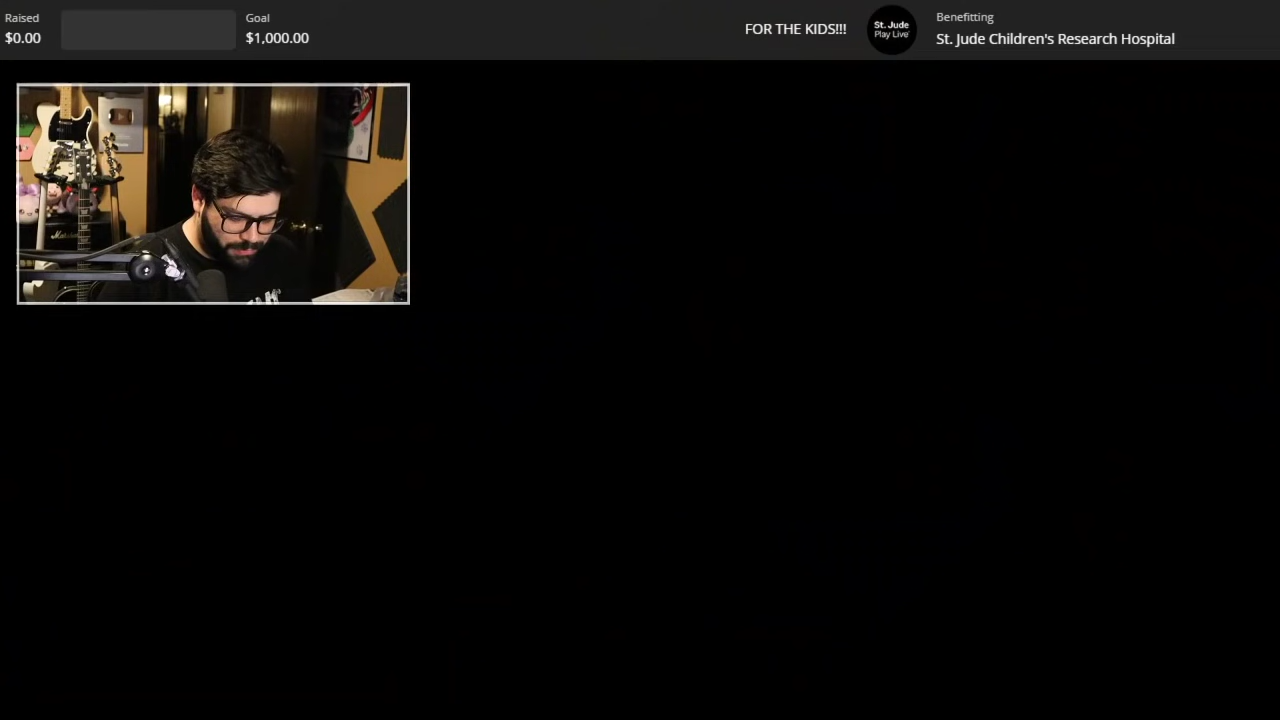 Raised
$0.00
Goal
$1,000.00
FOR THE KIDS!!!
St. Jude
Play Live
Benefitting
St. Jude Children's Research Hospital
Marshall